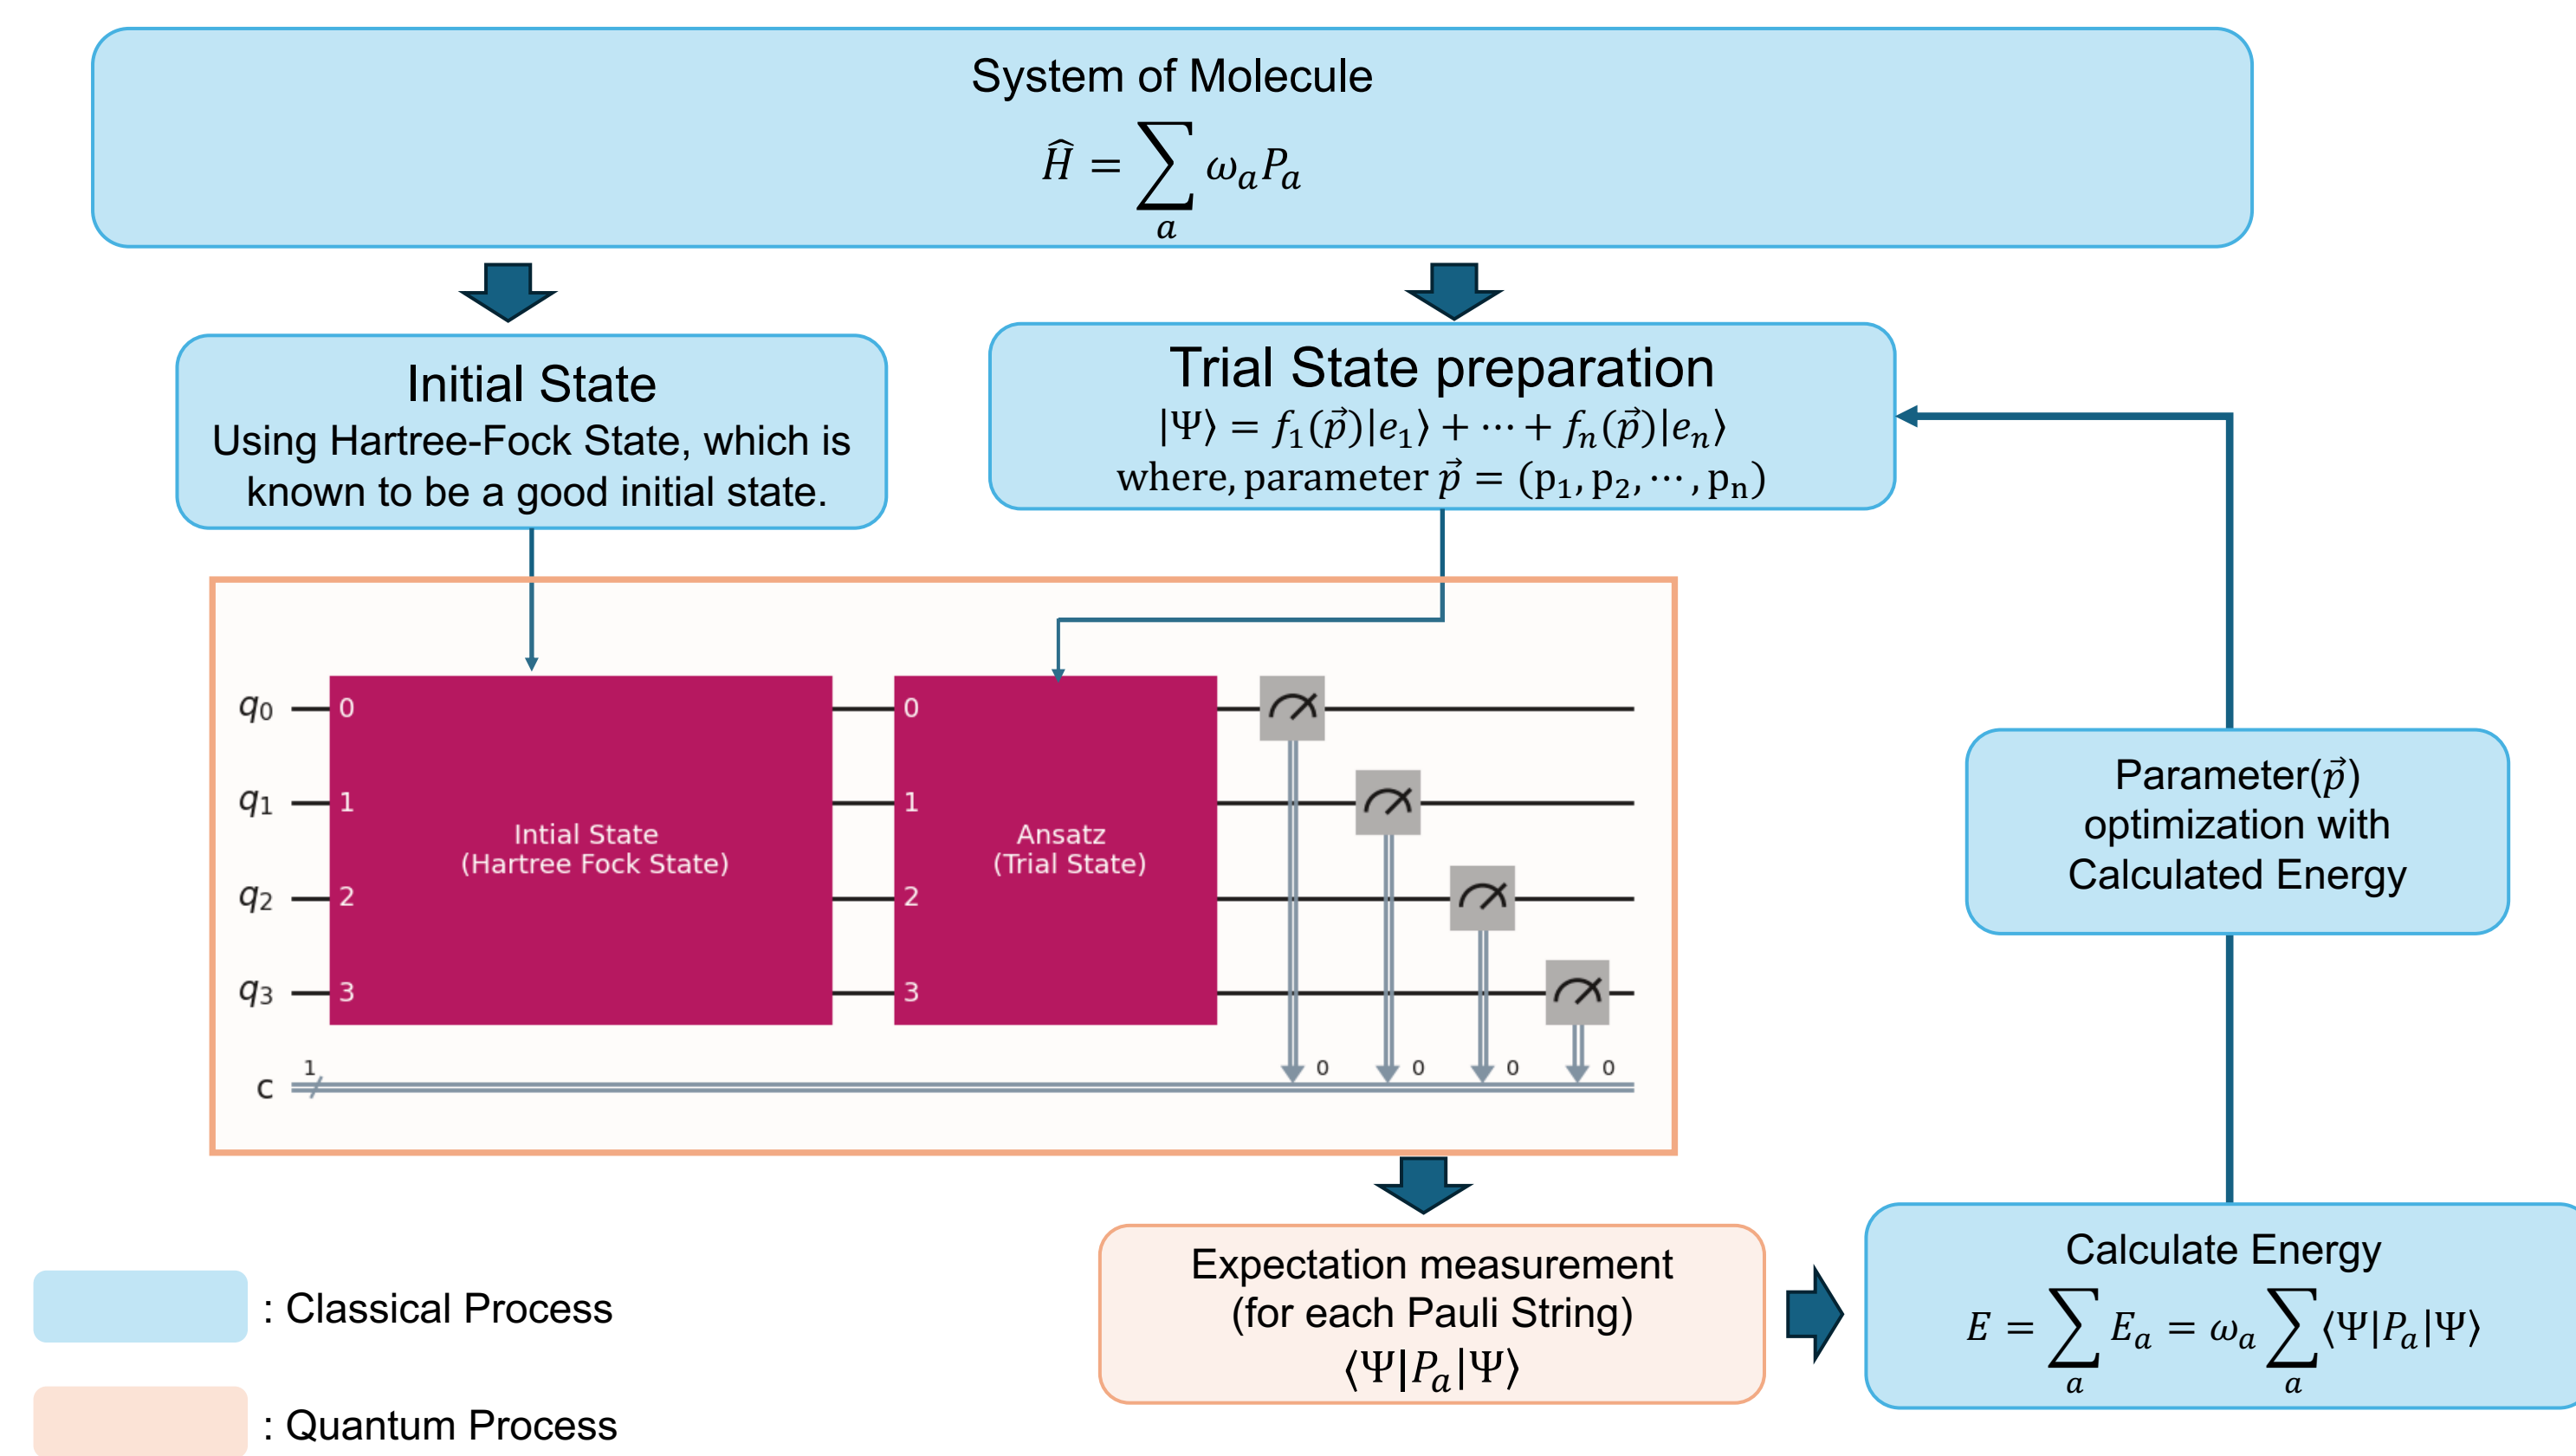 System of Molecule
Ĥ = ∑ₐ ωₐPₐ
Initial State
Using Hartree-Fock State, which is
known to be a good initial state.
Trial State preparation
|Ψ⟩ = f₁(p⃗)|e₁⟩ + ⋯ + fₙ(p⃗)|eₙ⟩
where, parameter p⃗ = (p₁, p₂, ⋯, pₙ)
q₀ 0 0
q₁ 1 1
Intial State
(Hartree Fock State)
Ansatz
(Trial State)
q₂ 2 2
q₃ 3 3
c 1 0 0 0 0
Parameter(p⃗)
optimization with
Calculated Energy
Expectation measurement
(for each Pauli String)
⟨Ψ|Pₐ|Ψ⟩
Calculate Energy
E = ∑ₐ Eₐ = ωₐ ∑ₐ⟨Ψ|Pₐ|Ψ⟩
: Classical Process
: Quantum Process